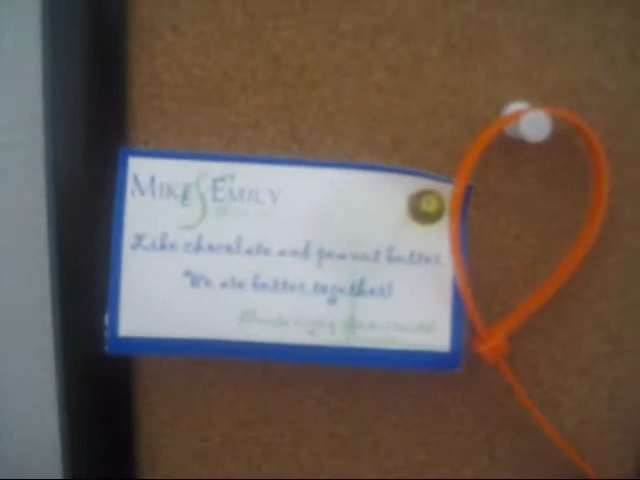 MIKE & EMILY
Like chocolate and peanut butter
We are better together!